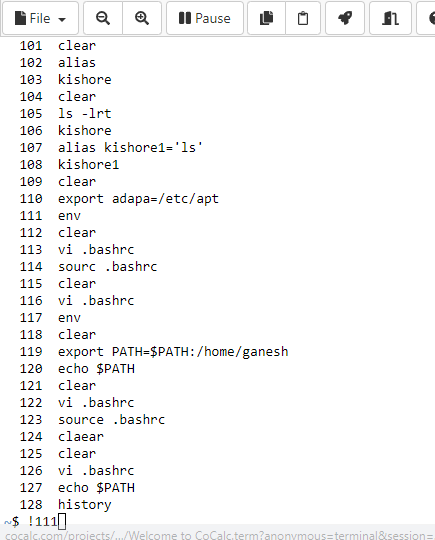 File Pause
101 clear
102 alias
103 kishore
104 clear
105 ls -lrt
106 kishore
107 alias kishore1='ls'
108 kishore1
109 clear
110 export adapa=/etc/apt
111 env
112 clear
113 vi .bashrc
114 sourc .bashrc
115 clear
116 vi .bashrc
117 env
118 clear
119 export PATH=$PATH:/home/ganesh
120 echo $PATH
121 clear
122 vi .bashrc
123 source .bashrc
124 claear
125 clear
126 vi .bashrc
127 echo $PATH
128 history
~$ !111
cocalc.com/projects/.../Welcome to CoCalc.term?anonymous=terminal&session=